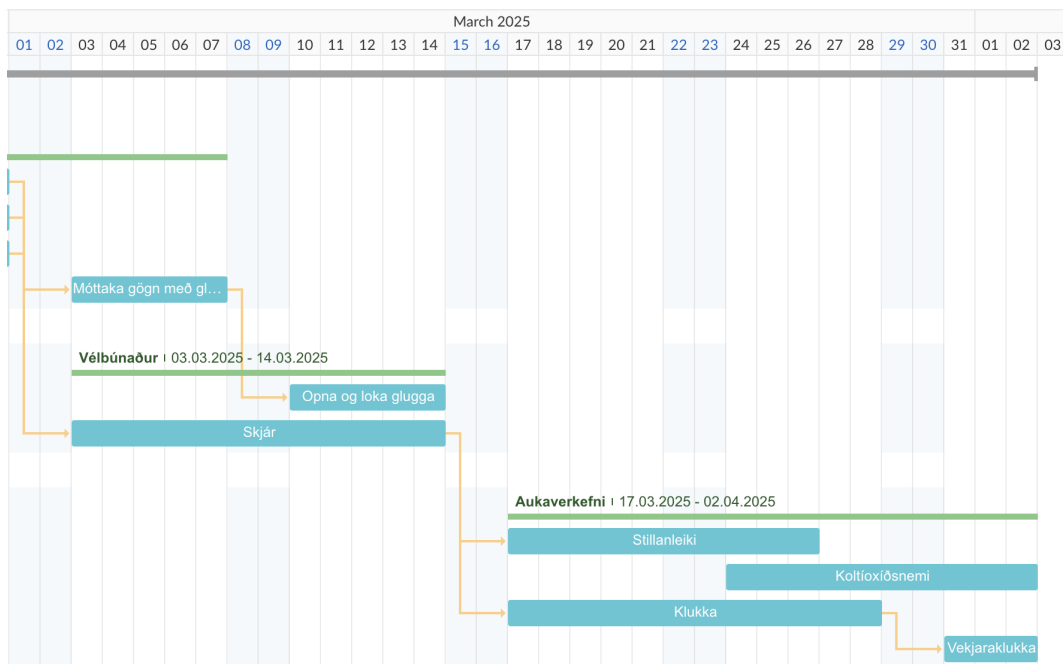 March 2025
01 02 03 04 05 06 07 08 09 10 11 12 13 14 15 16 17 18 19 20 21 22 23 24 25 26 27 28 29 30 31 01 02 03
Móttaka gögn með gl...
Vélbúnaður 03.03.2025 - 14.03.2025
Opna og loka glugga
Skjár
Aukaverkefni 17.03.2025 - 02.04.2025
Stillanleiki
Koltíoxíðsnemi
Klukka
Vekjaraklukka